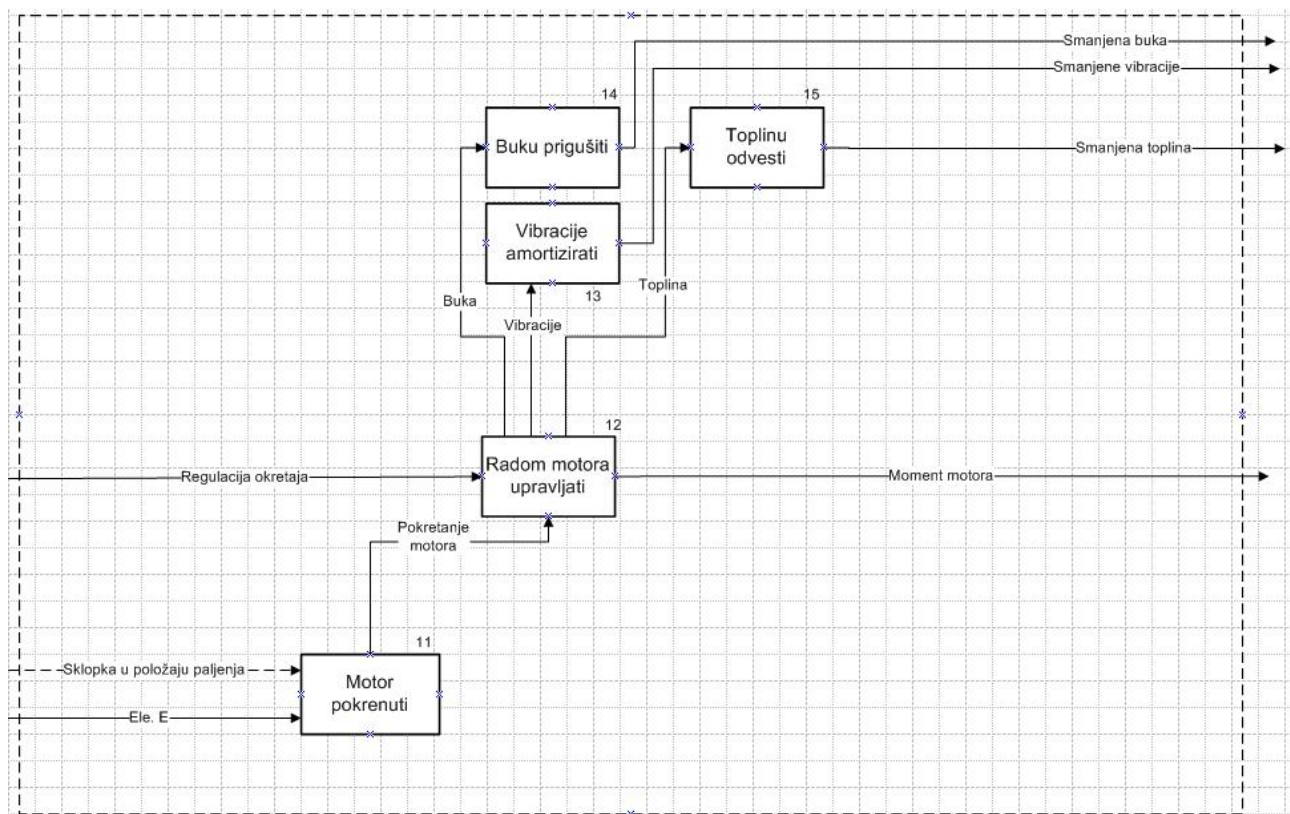 Smanjena buka
Smanjene vibracije
14
15
Buku prigušiti
Toplinu
odvesti
Smanjena toplina
Vibracije
amortizirati
13
Toplina
Buka
Vibracije
12
Radom motora
upravljati
Regulacija okretaja
Moment motora
Pokretanje
motora
11
Sklopka u položaju paljenja
Motor
pokrenuti
Ele. E